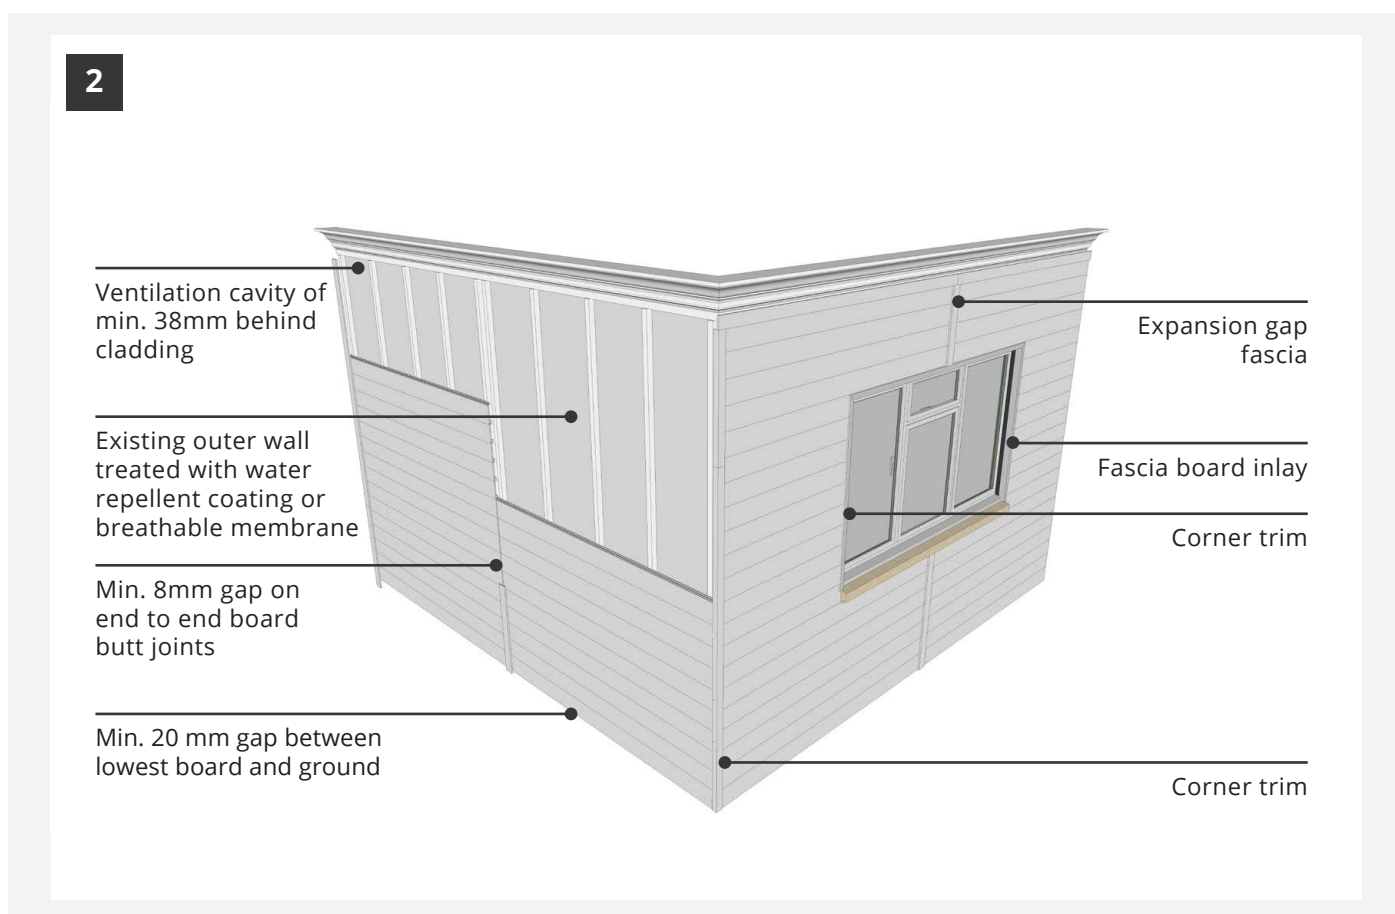 2
Ventilation cavity of
min. 38mm behind
cladding
Existing outer wall
treated with water
repellent coating or
breathable membrane
Min. 8mm gap on
end to end board
butt joints
Min. 20 mm gap between
lowest board and ground
Expansion gap
fascia
Fascia board inlay
Corner trim
Corner trim